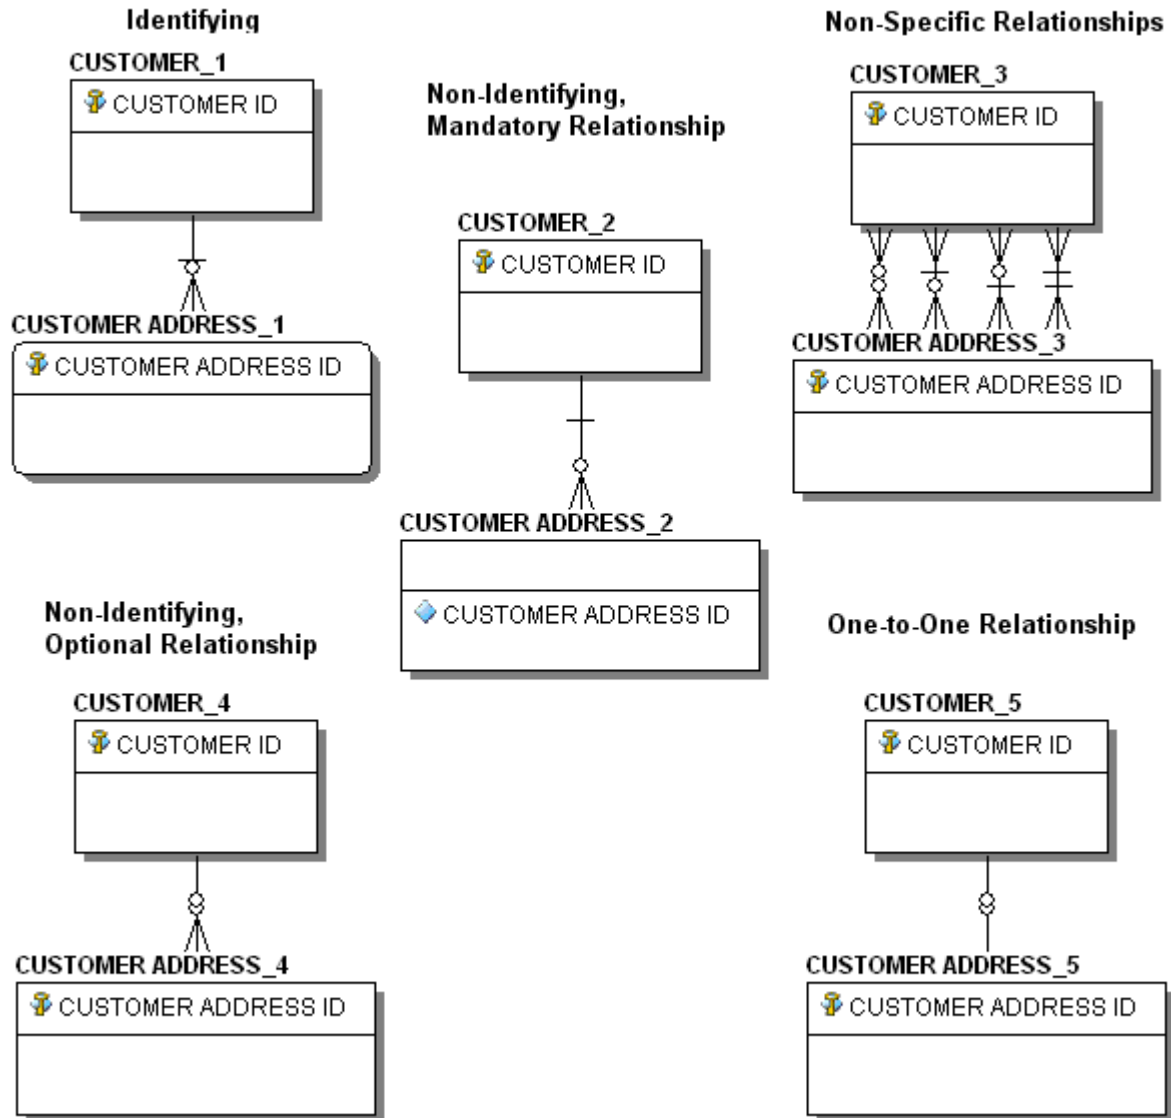 Identifying
CUSTOMER_1
CUSTOMER ID
CUSTOMER ADDRESS_1
CUSTOMER ADDRESS ID
Non-Identifying,
Mandatory Relationship
CUSTOMER_2
CUSTOMER ID
CUSTOMER ADDRESS_2
CUSTOMER ADDRESS ID
Non-Specific Relationships
CUSTOMER_3
CUSTOMER ID
CUSTOMER ADDRESS_3
CUSTOMER ADDRESS ID
Non-Identifying,
Optional Relationship
CUSTOMER_4
CUSTOMER ID
CUSTOMER ADDRESS_4
CUSTOMER ADDRESS ID
One-to-One Relationship
CUSTOMER_5
CUSTOMER ID
CUSTOMER ADDRESS_5
CUSTOMER ADDRESS ID